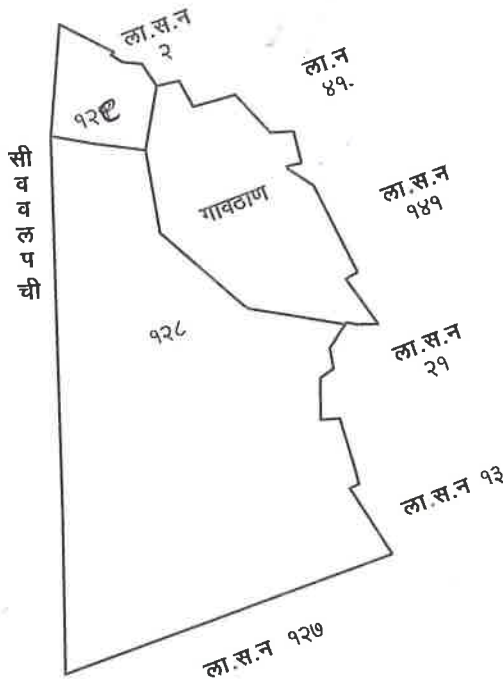 ला.स.न
२
ला.न
४१-
१२९
सी
व
व
ल
प
ची
गावठाण
ला.स.न
१४१
१२८
ला.स.न
२१
ला.स.न १३
ला.स.न १२७